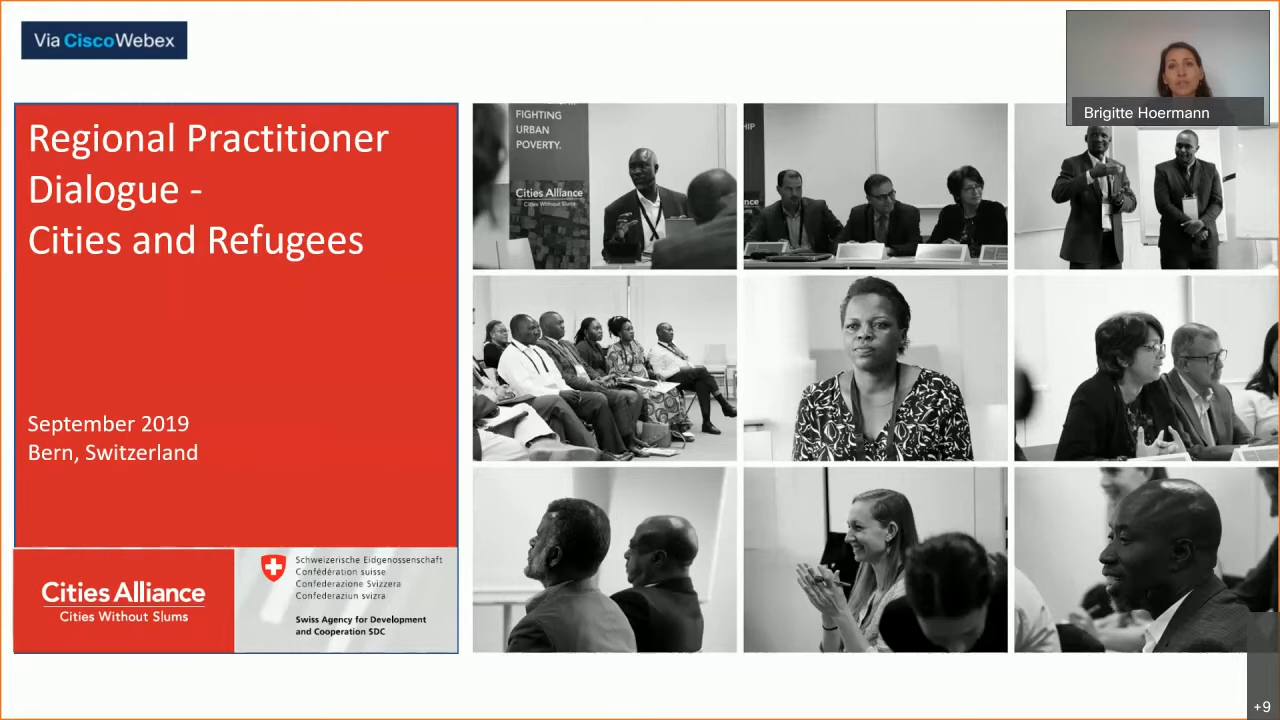 Via CiscoWebex
Brigitte Hoermann
Regional Practitioner
Dialogue -
Cities and Refugees
September 2019
Bern, Switzerland
Cities Alliance
Cities Without Slums
Schweizerische Eidgenossenschaft
Confédération suisse
Confederazione Svizzera
Confederaziun svizra
Swiss Agency for Development
and Cooperation SDC
FIGHTING
URBAN
POVERTY.
Cities Alliance
Cities Without Slums
HIP
+9